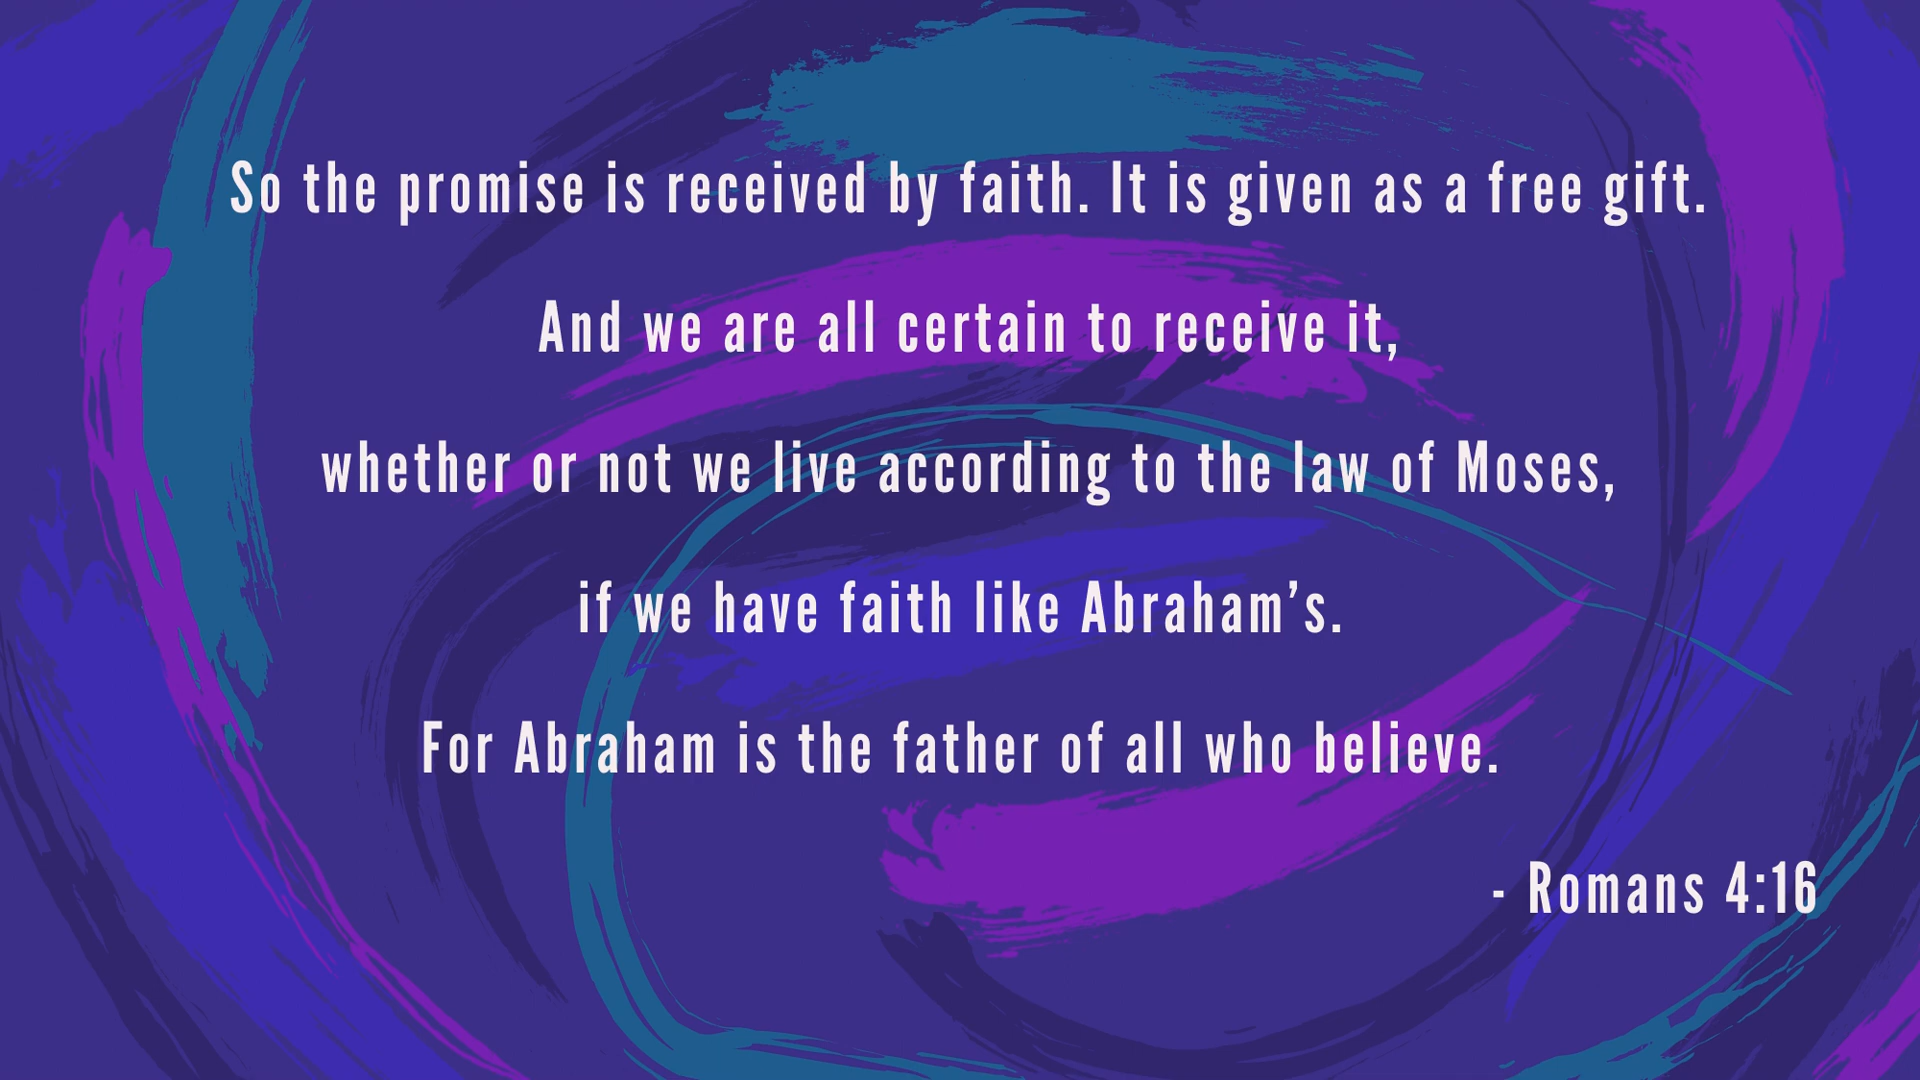 So the promise is received by faith. It is given as a free gift.
And we are all certain to receive it,
whether or not we live according to the law of Moses,
if we have faith like Abraham’s.
For Abraham is the father of all who believe.
- Romans 4:16